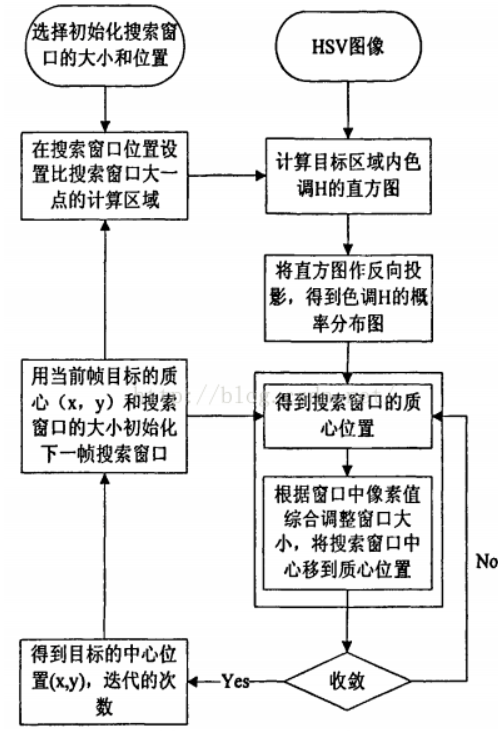 选择初始化搜索窗
口的大小和位置
HSV图像
在搜索窗口位置设
置比搜索窗口大一
点的计算区域
计算目标区域内色
调H的直方图
将直方图作反向投
影，得到色调H的概
率分布图
用当前帧目标的质
心（x，y）和搜索
窗口的大小初始化
下一帧搜索窗口
得到搜索窗口的质
心位置
根据窗口中像素值
综合调整窗口大
小，将搜索窗口中
心移到质心位置
No
得到目标的中心位
置(x,y)，迭代的次
数
Yes
收敛